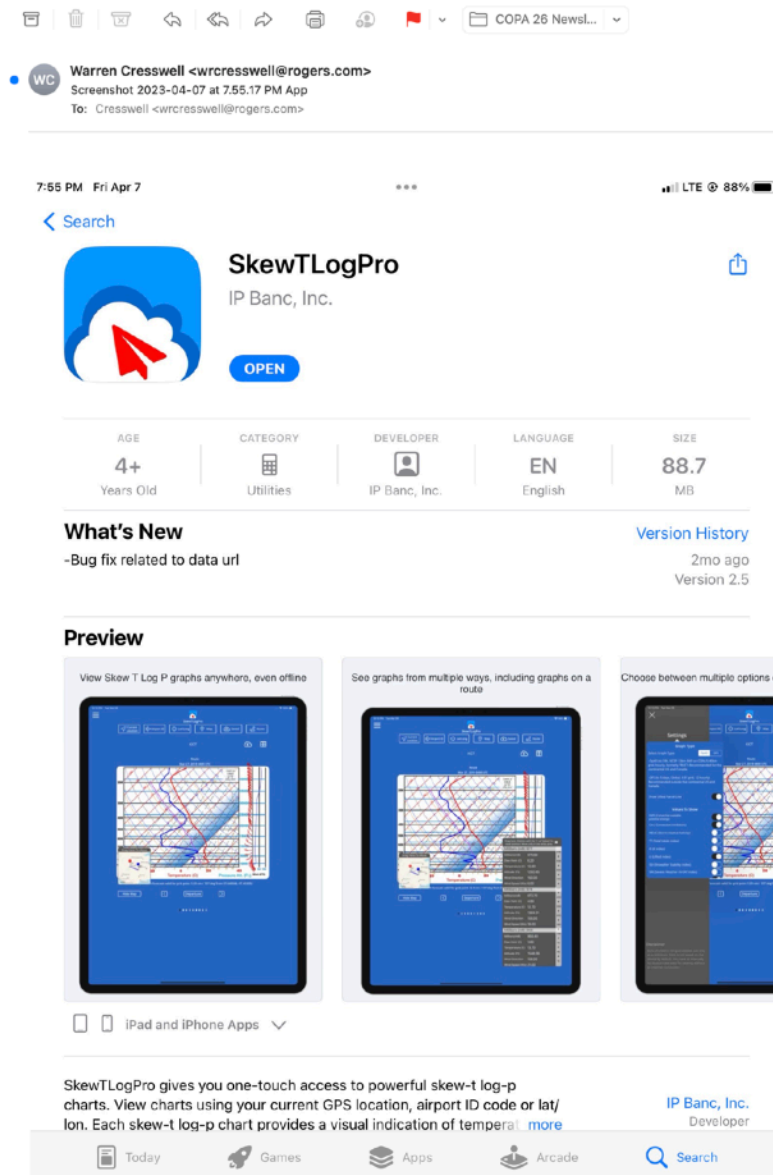 COPA 26 Newsl...
WC
Warren Cresswell <wrcresswell@rogers.com>
Screenshot 2023-04-07 at 7.55.17 PM App
To: Cresswell <wrcresswell@rogers.com>
7:55 PM Fri Apr 7
LTE 88%
Search
SkewTLogPro
IP Banc, Inc.
OPEN
AGE CATEGORY DEVELOPER LANGUAGE SIZE
4+ EN 88.7
Years Old Utilities IP Banc, Inc. English MB
What's New Version History
-Bug fix related to data url 2mo ago
Version 2.5
Preview
View Skew T Log P graphs anywhere, even offline
See graphs from multiple ways, including graphs on a
route
Choose between multiple options
Settings
Temperature (C)
Temperature (C)
iPad and iPhone Apps
SkewTLogPro gives you one-touch access to powerful skew-t log-p
charts. View charts using your current GPS location, airport ID code or lat/
lon. Each skew-t log-p chart provides a visual indication of temperat more
IP Banc, Inc.
Developer
Today Games Apps Arcade Search